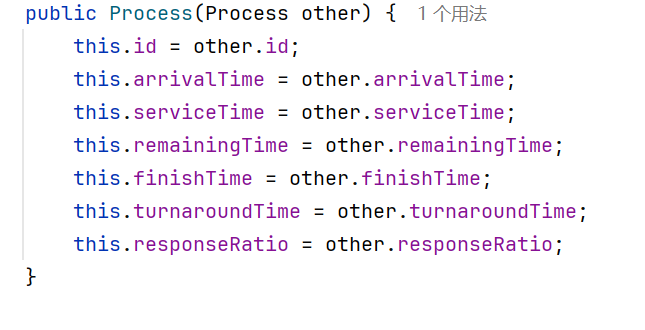 public Process(Process other) { 1 个用法
    this.id = other.id;
    this.arrivalTime = other.arrivalTime;
    this.serviceTime = other.serviceTime;
    this.remainingTime = other.remainingTime;
    this.finishTime = other.finishTime;
    this.turnaroundTime = other.turnaroundTime;
    this.responseRatio = other.responseRatio;
}